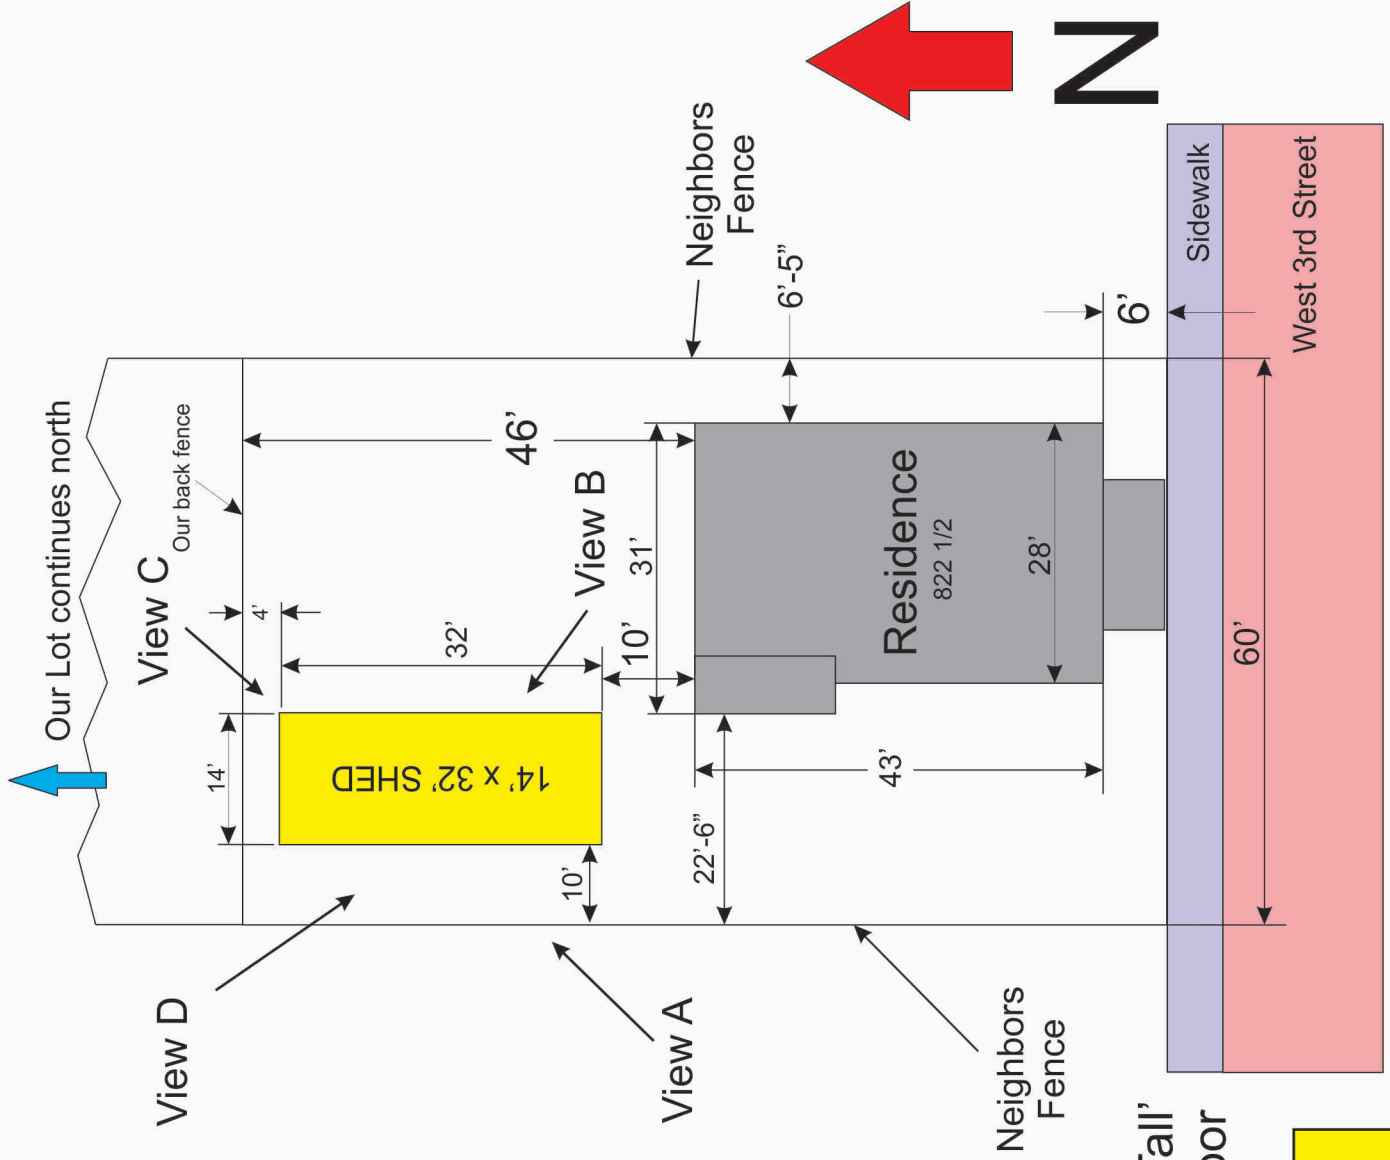 Our Lot continues north
View C
Our back fence
4'
32'
14'
14' x 32' SHED
10'
10'
46'
View B
31'
22'-6”
43'
Neighbors
Fence
6'-5”
Residence
822 1/2
28'
6'
60'
Sidewalk
West 3rd Street
N
View D
View A
Neighbors
Fence